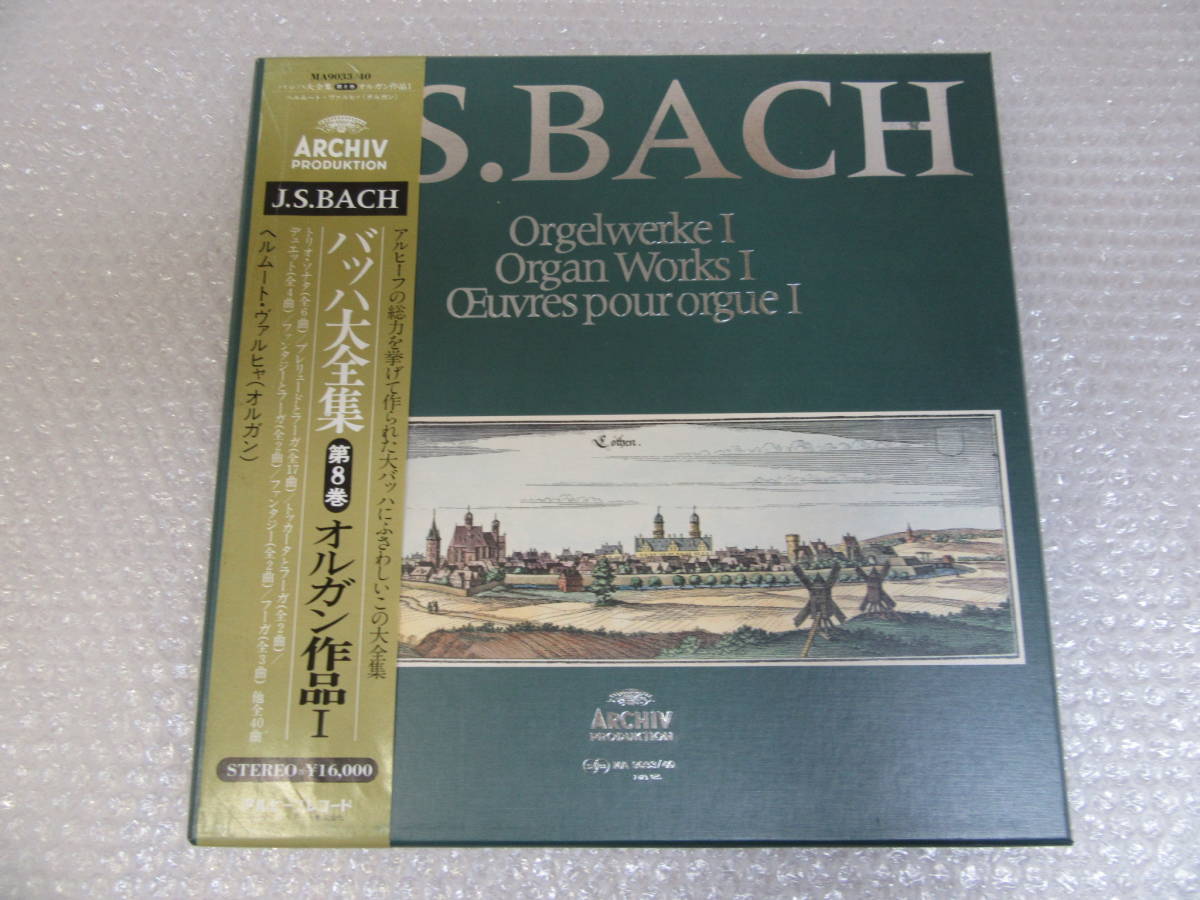 MA9033/40
バッハ大全集 第8巻 オルガン作品I
ヘルムート・ヴァルヒャ(オルガン)
ARCHIV
PRODUKTION
J.S.BACH
アルヒーフの総力を挙げて作られた大バッハにふさわしいこの大全集
バッハ大全集 第8巻 オルガン作品I
トリオ・ソナタ(全6曲)/プレリュードとフーガ(全17曲)/トッカータとフーガ(全2曲)/
デュエット(全4曲)/ファンタジーとフーガ(全2曲)/ファンタジー(全2曲)/フーガ(全3曲) 他全40曲
ヘルムート・ヴァルヒャ(オルガン)
STEREO ¥16,000
アルヒーフレコード
S.BACH
Orgelwerke I
Organ Works I
Œuvres pour orgue I
Cöthen.
ARCHIV
PRODUKTION
MA 9033/40